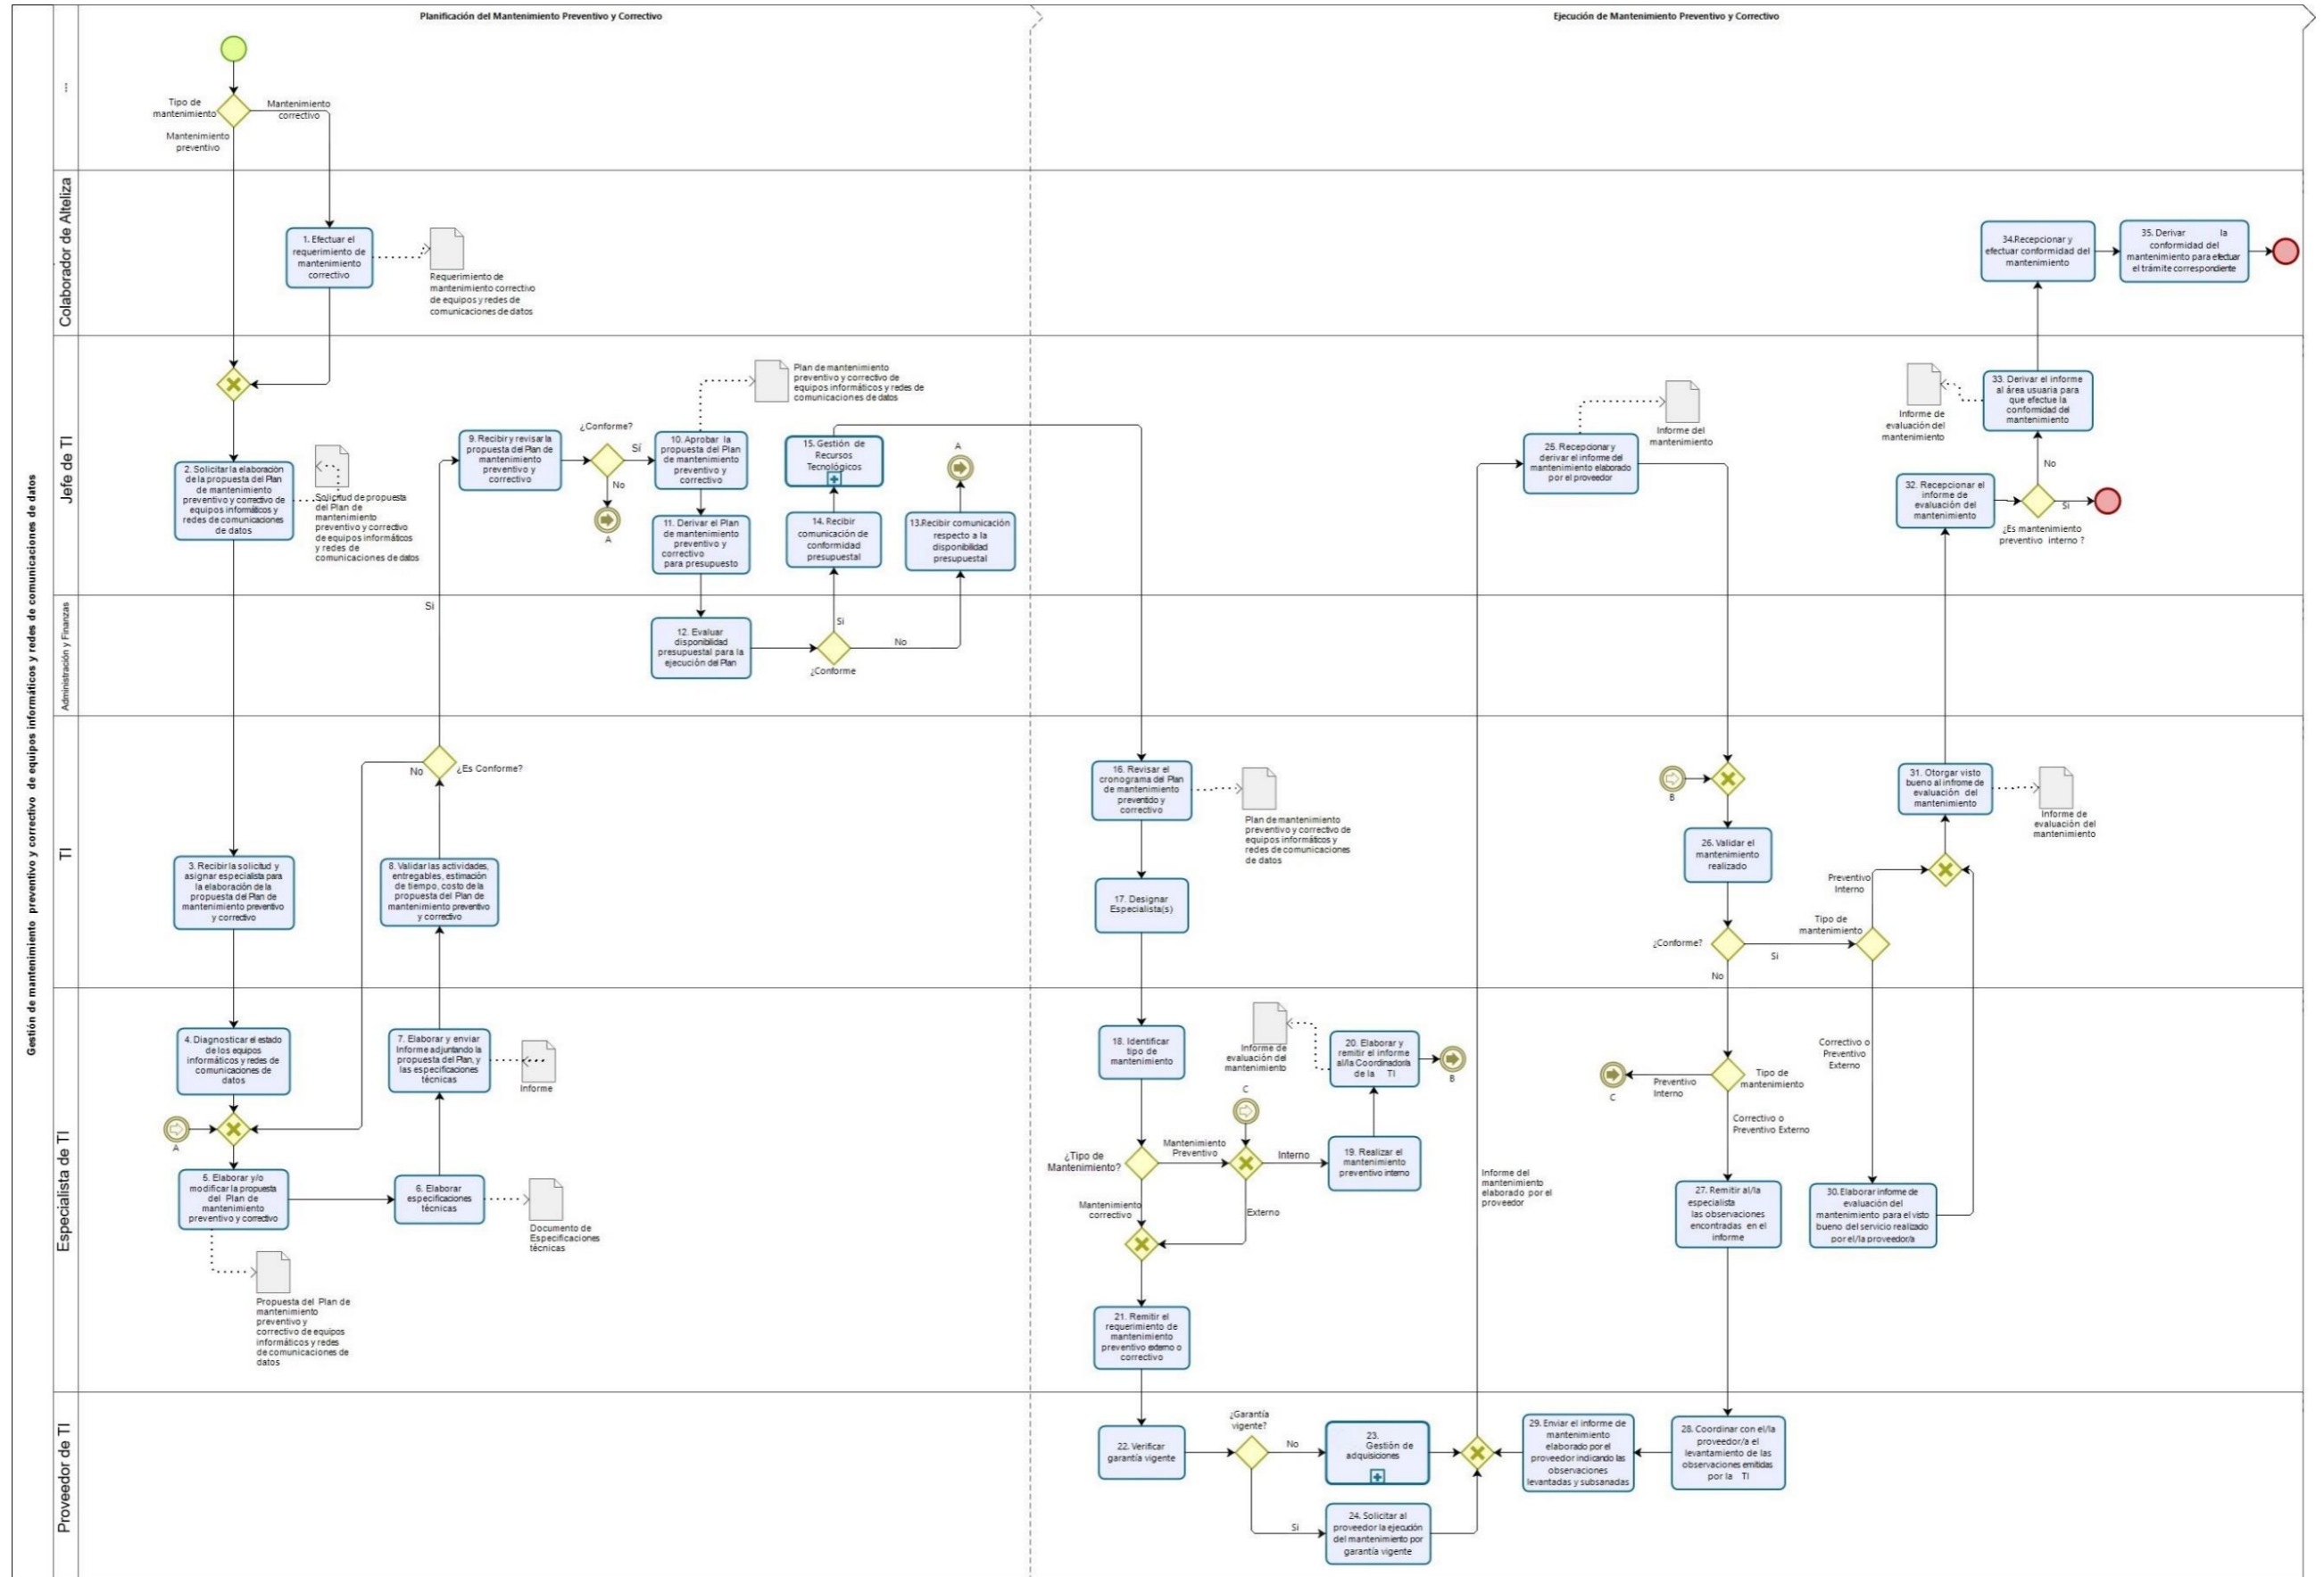 Planificación del Mantenimiento Preventivo y Correctivo
Ejecución de Mantenimiento Preventivo y Correctivo
Gestión de mantenimiento preventivo y correctivo de equipos informáticos y redes de comunicaciones de datos
...
Tipo de
mantenimiento
Mantenimiento
correctivo
Mantenimiento
preventivo
Colaborador de Alteliza
1. Efectuar el
requerimiento de
mantenimiento
correctivo
Requerimiento de
mantenimiento correctivo
de equipos y redes de
comunicaciones de datos
34.Recepcionar y
efectuar conformidad del
mantenimiento
35. Derivar la
conformidad del
mantenimiento para efectuar
el trámite correspondiente
Jefe de TI
2. Solicitar la elaboración
de la propuesta del Plan
de mantenimiento
preventivo y correctivo de
equipos informáticos y
redes de comunicaciones
de datos
Solicitud de propuesta
del Plan de
mantenimiento
preventivo y correctivo
de equipos informáticos
y redes de
comunicaciones de datos
9. Recibir y revisar la
propuesta del Plan de
mantenimiento
preventivo y
correctivo
¿Conforme?
Sí
No
A
10. Aprobar la
propuesta del Plan
de mantenimiento
preventivo y
correctivo
Plan de mantenimiento
preventivo y correctivo de
equipos informáticos y redes de
comunicaciones de datos
11. Derivar el Plan
de mantenimiento
preventivo y
correctivo
para presupuesto
15. Gestión de
Recursos
Tecnológicos
14. Recibir
comunicación de
conformidad
presupuestal
A
13.Recibir comunicación
respecto a la
disponibilidad
presupuestal
25. Recepcionar y
derivar el informe del
mantenimiento elaborado
por el proveedor
Informe del
mantenimiento
33. Derivar el informe
al área usuaria para
que efectue la
conformidad del
mantenimiento
Informe de
evaluación del
mantenimiento
32. Recepcionar el
informe de
evaluación del
mantenimiento
No
Si
¿Es mantenimiento
preventivo interno ?
Administración y Finanzas
Si
12. Evaluar
disponibilidad
presupuestal para la
ejecución del Plan
Si
No
¿Conforme
TI
No
¿Es Conforme?
3. Recibir la solicitud y
asignar especialista para
la elaboración de la
propuesta del Plan de
mantenimiento preventivo
y correctivo
8. Validar las actividades,
entregables, estimación
de tiempo, costo de la
propuesta del Plan de
mantenimiento preventivo
y correctivo
16. Revisar el
cronograma del Plan
de mantenimiento
preventido y
correctivo
Plan de mantenimiento
preventivo y correctivo de
equipos informáticos y
redes de comunicaciones
de datos
17. Designar
Especialista(s)
B
26. Validar el
mantenimiento
realizado
¿Conforme?
Si
No
Tipo de
mantenimiento
Preventivo
Interno
31. Otorgar visto
bueno al infrome de
evaluación del
mantenimiento
Informe de
evaluación del
mantenimiento
Especialista de TI
4. Diagnosticar el estado
de los equipos
informáticos y redes de
comunicaciones de
datos
A
5. Elaborar y/o
modificar la propuesta
del Plan de
mantenimiento
preventivo y correctivo
Propuesta del Plan de
mantenimiento
preventivo y
correctivo de equipos
informáticos y redes
de comunicaciones de
datos
7. Elaborar y enviar
Informe adjuntando la
propuesta del Plan, y
las especificaciones
técnicas
Informe
6. Elaborar
especificaciones
técnicas
Documento de
Especificaciones
técnicas
18. Identificar
tipo de
mantenimiento
¿Tipo de
Mantenimiento?
Mantenimiento
Preventivo
Mantenimiento
correctivo
C
Interno
Externo
19. Realizar el
mantenimiento
preventivo interno
20. Elaborar y
remitir el informe
al/la Coordinador/a
de la TI
Informe de
evaluación del
mantenimiento
B
21. Remitir el
requerimiento de
mantenimiento
preventivo externo o
correctivo
Informe del
mantenimiento
elaborado por el
proveedor
C
Preventivo
Interno
Tipo de
mantenimiento
Correctivo o
Preventivo Externo
Correctivo o
Preventivo
Externo
27. Remitir al/la
especialista
las observaciones
encontradas en el
informe
30. Elaborar informe de
evaluación del
mantenimiento para el visto
bueno del servicio realizado
por el/la proveedor/a
Proveedor de TI
22. Verificar
garantía vigente
¿Garantía
vigente?
No
Si
23.
Gestión de
adquisiciones
24. Solicitar al
proveedor la ejecución
del mantenimiento por
garantía vigente
29. Enviar el informe de
mantenimiento
elaborado por el
proveedor indicando las
observaciones
levantadas y subsanadas
28. Coordinar con el/la
proveedor/a el
levantamiento de las
observaciones emitidas
por la TI